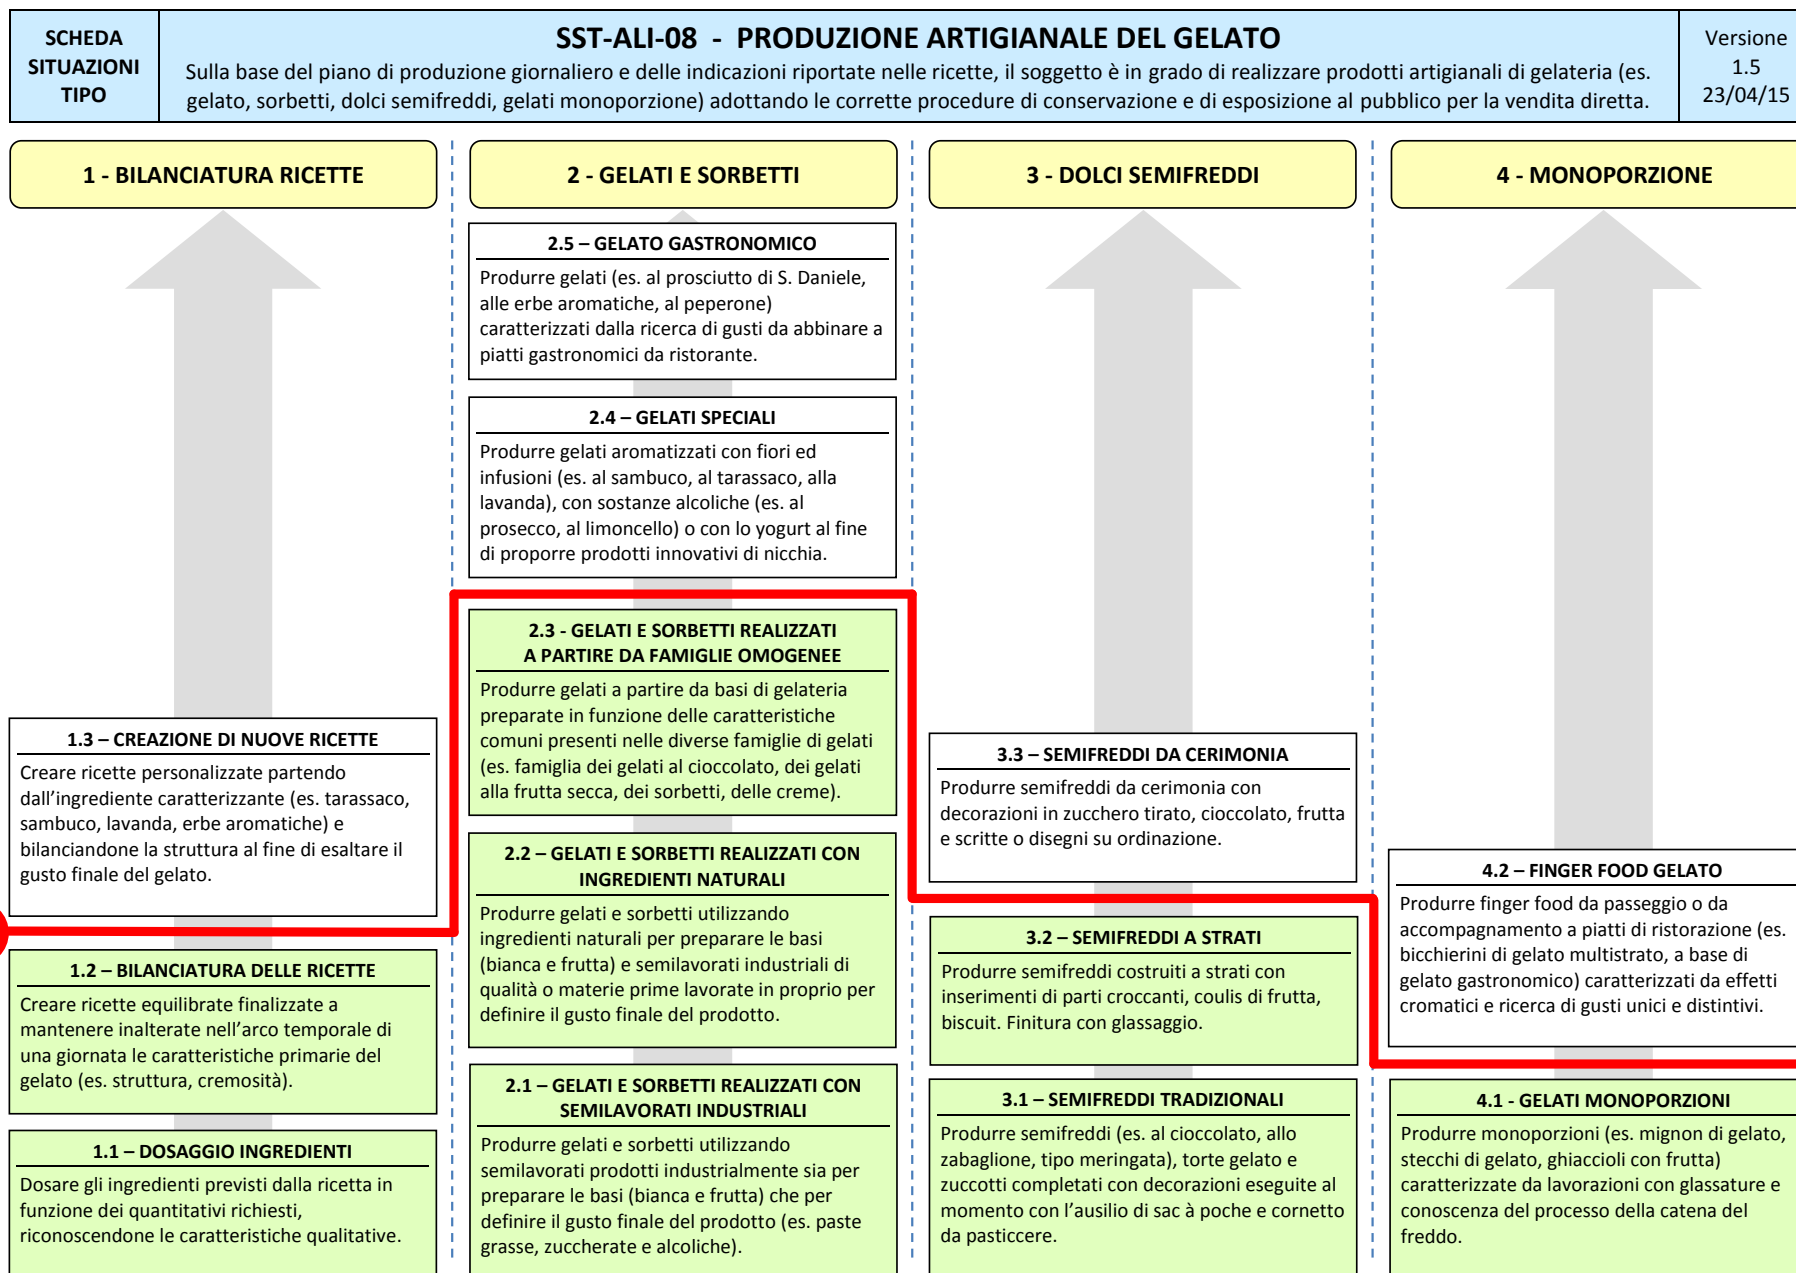 SCHEDA
SITUAZIONI
TIPO
SST-ALI-08 - PRODUZIONE ARTIGIANALE DEL GELATO
Sulla base del piano di produzione giornaliero e delle indicazioni riportate nelle ricette, il soggetto è in grado di realizzare prodotti artigianali di gelateria (es.
gelato, sorbetti, dolci semifreddi, gelati monoporzione) adottando le corrette procedure di conservazione e di esposizione al pubblico per la vendita diretta.
Versione
1.5
23/04/15
1 - BILANCIATURA RICETTE
1.3 – CREAZIONE DI NUOVE RICETTE
Creare ricette personalizzate partendo
dall'ingrediente caratterizzante (es. tarassaco,
sambuco, lavanda, erbe aromatiche) e
bilanciandone la struttura al fine di esaltare il
gusto finale del gelato.
1.2 – BILANCIATURA DELLE RICETTE
Creare ricette equilibrate finalizzate a
mantenere inalterate nell'arco temporale di
una giornata le caratteristiche primarie del
gelato (es. struttura, cremosità).
1.1 – DOSAGGIO INGREDIENTI
Dosare gli ingredienti previsti dalla ricetta in
funzione dei quantitativi richiesti,
riconoscendone le caratteristiche qualitative.
2 - GELATI E SORBETTI
2.5 – GELATO GASTRONOMICO
Produrre gelati (es. al prosciutto di S. Daniele,
alle erbe aromatiche, al peperone)
caratterizzati dalla ricerca di gusti da abbinare a
piatti gastronomici da ristorante.
2.4 – GELATI SPECIALI
Produrre gelati aromatizzati con fiori ed
infusioni (es. al sambuco, al tarassaco, alla
lavanda), con sostanze alcoliche (es. al
prosecco, al limoncello) o con lo yogurt al fine
di proporre prodotti innovativi di nicchia.
2.3 - GELATI E SORBETTI REALIZZATI
A PARTIRE DA FAMIGLIE OMOGENEE
Produrre gelati a partire da basi di gelateria
preparate in funzione delle caratteristiche
comuni presenti nelle diverse famiglie di gelati
(es. famiglia dei gelati al cioccolato, dei gelati
alla frutta secca, dei sorbetti, delle creme).
2.2 – GELATI E SORBETTI REALIZZATI CON
INGREDIENTI NATURALI
Produrre gelati e sorbetti utilizzando
ingredienti naturali per preparare le basi
(bianca e frutta) e semilavorati industriali di
qualità o materie prime lavorate in proprio per
definire il gusto finale del prodotto.
2.1 – GELATI E SORBETTI REALIZZATI CON
SEMILAVORATI INDUSTRIALI
Produrre gelati e sorbetti utilizzando
semilavorati prodotti industrialmente sia per
preparare le basi (bianca e frutta) che per
definire il gusto finale del prodotto (es. paste
grasse, zuccherate e alcoliche).
3 - DOLCI SEMIFREDDI
3.3 – SEMIFREDDI DA CERIMONIA
Produrre semifreddi da cerimonia con
decorazioni in zucchero tirato, cioccolato, frutta
e scritte o disegni su ordinazione.
3.2 – SEMIFREDDI A STRATI
Produrre semifreddi costruiti a strati con
inserimenti di parti croccanti, coulis di frutta,
biscuit. Finitura con glassaggio.
3.1 – SEMIFREDDI TRADIZIONALI
Produrre semifreddi (es. al cioccolato, allo
zabaglione, tipo meringata), torte gelato e
zuccotti completati con decorazioni eseguite al
momento con l'ausilio di sac à poche e cornetto
da pasticcere.
4 - MONOPORZIONE
4.2 – FINGER FOOD GELATO
Produrre finger food da passeggio o da
accompagnamento a piatti di ristorazione (es.
bicchierini di gelato multistrato, a base di
gelato gastronomico) caratterizzati da effetti
cromatici e ricerca di gusti unici e distintivi.
4.1 - GELATI MONOPORZIONI
Produrre monoporzioni (es. mignon di gelato,
stecchi di gelato, ghiaccioli con frutta)
caratterizzate da lavorazioni con glassature e
conoscenza del processo della catena del
freddo.